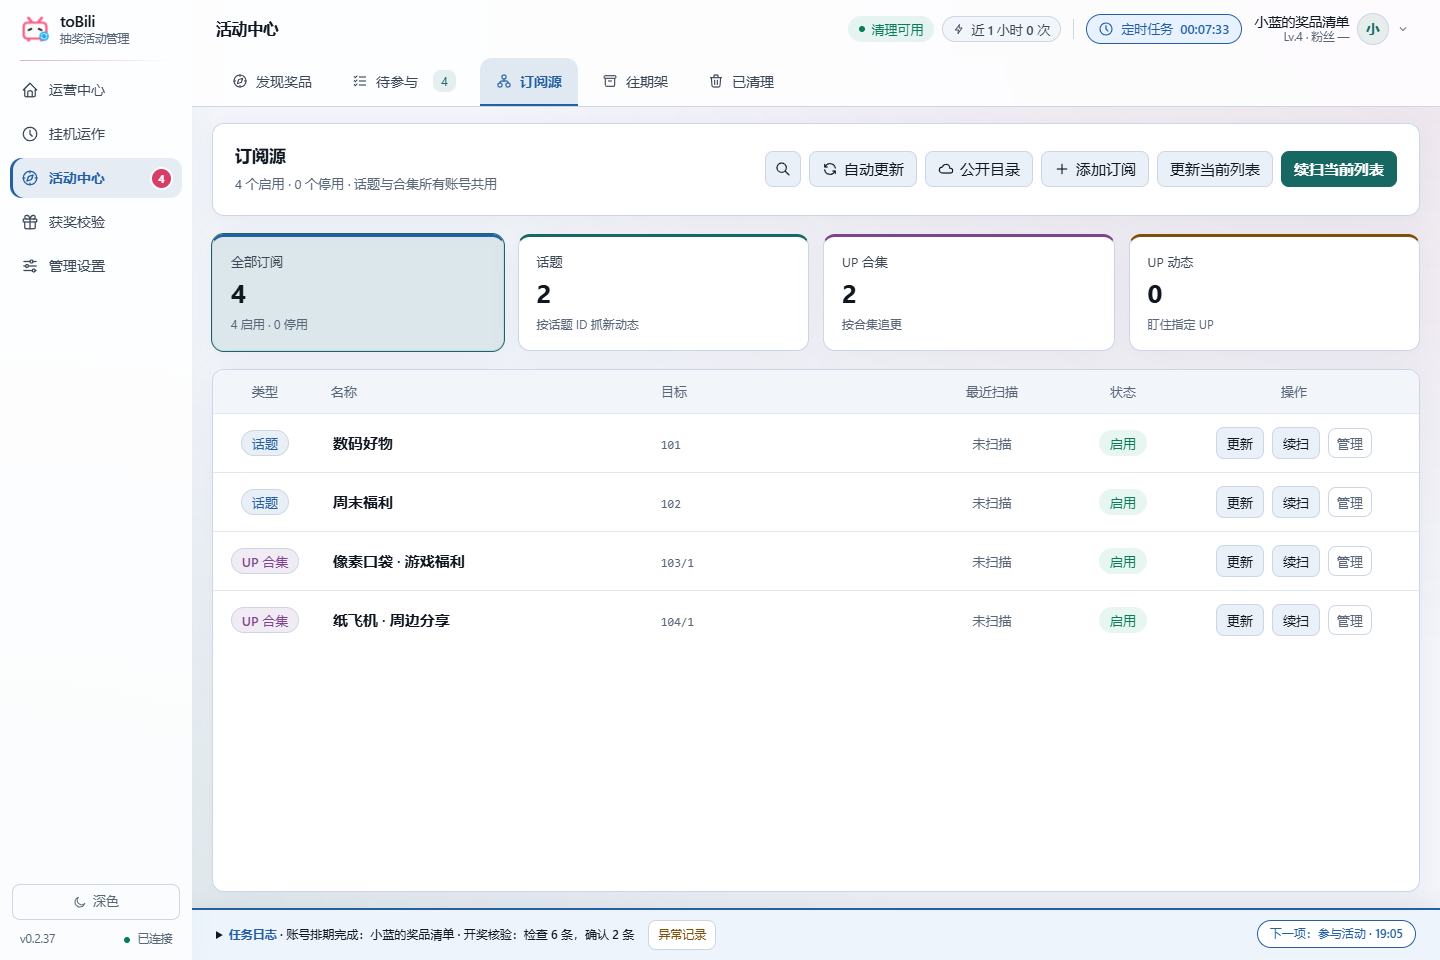 toBili
抽奖活动管理
运营中心
挂机运作
活动中心 4
获奖校验
管理设置
深色
v0.2.37 已连接
活动中心
清理可用
近 1 小时 0 次
定时任务 00:07:33
小蓝的奖品清单
Lv.4 · 粉丝 —
小
发现奖品
待参与 4
订阅源
往期架
已清理
订阅源
4 个启用 · 0 个停用 · 话题与合集所有账号共用
自动更新
公开目录
添加订阅
更新当前列表
续扫当前列表
全部订阅
4
4 启用 · 0 停用
话题
2
按话题 ID 抓新动态
UP 合集
2
按合集追更
UP 动态
0
盯住指定 UP
类型 名称 目标 最近扫描 状态 操作
话题 数码好物 101 未扫描 启用 更新 续扫 管理
话题 周末福利 102 未扫描 启用 更新 续扫 管理
UP 合集 像素口袋 · 游戏福利 103/1 未扫描 启用 更新 续扫 管理
UP 合集 纸飞机 · 周边分享 104/1 未扫描 启用 更新 续扫 管理
任务日志 · 账号排期完成：小蓝的奖品清单 · 开奖核验：检查 6 条，确认 2 条
异常记录
下一项：参与活动 · 19:05